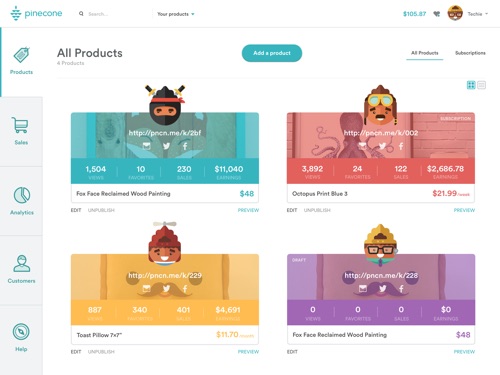 pinecone
Search...
Your products
$105.87
Techie
All Products
4 Products
Add a product
All Products
Subscriptions
Products
Sales
Analytics
Customers
Help
http://pncn.me/k/2bf
1,504 10 230 $11,040
VIEWS FAVORITES SALES EARNINGS
Fox Face Reclaimed Wood Painting $48
EDIT UNPUBLISH PREVIEW
SUBSCRIPTION
http://pncn.me/k/002
3,892 24 122 $2,686.78
VIEWS FAVORITES SALES EARNINGS
Octopus Print Blue 3 $21.99 /week
EDIT UNPUBLISH PREVIEW
http://pncn.me/k/229
887 340 401 $4,691
VIEWS FAVORITES SALES EARNINGS
Toast Pillow 7×7" $11.70 /month
EDIT UNPUBLISH PREVIEW
DRAFT
http://pncn.me/k/228
0 0 0 $0
VIEWS FAVORITES SALES EARNINGS
Fox Face Reclaimed Wood Painting $48
EDIT UNPUBLISH PREVIEW